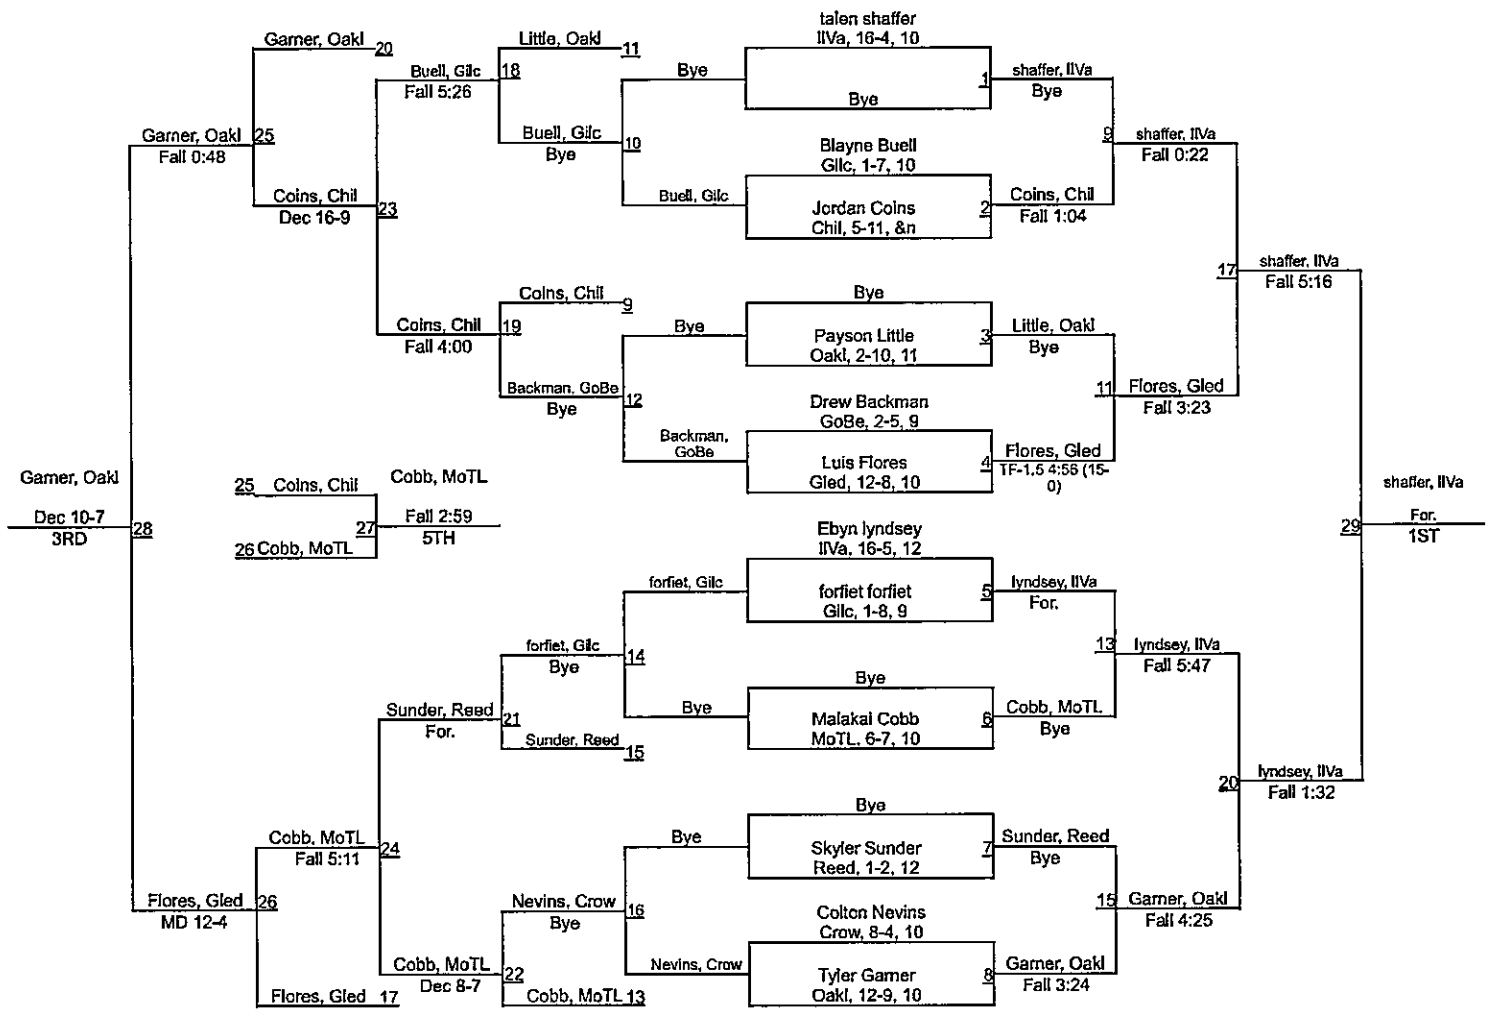 talen shaffer
IIVa, 16-4, 10
Garner, Oakl
20
Little, Oakl
11
Buell, Gilc
18
Fall 5:26
Bye
1
shaffer, IIVa
Bye
Bye
Garner, Oakl
25
Fall 0:48
Buell, Gilc
10
Bye
Blayne Buell
Gilc, 1-7, 10
9
shaffer, IIVa
Fall 0:22
Coins, Chil
23
Dec 16-9
Buell, Gilc
Jordan Coins
Chil, 5-11, &n
2
Coins, Chil
Fall 1:04
17
shaffer, IIVa
Fall 5:16
Coins, Chil
9
Bye
Coins, Chil
19
Fall 4:00
Bye
Payson Little
Oakl, 2-10, 11
3
Little, Oakl
Bye
Backman, GoBe
12
Bye
Drew Backman
GoBe, 2-5, 9
11
Flores, Gled
Fall 3:23
Backman,
GoBe
Luis Flores
Gled, 12-8, 10
4
Flores, Gled
TF-1.5 4:56 (15-
0)
Garner, Oakl
Dec 10-7
3RD
28
25 Coins, Chil
26 Cobb, MoTL
27
Cobb, MoTL
Fall 2:59
5TH
shaffer, IIVa
29
For.
1ST
Ebyn lyndsey
IIVa, 16-5, 12
forfiet, Gilc
forfiet forfiet
Gilc, 1-8, 9
5
lyndsey, IIVa
For.
forfiet, Gilc
14
Bye
13
lyndsey, IIVa
Fall 5:47
Bye
Sunder, Reed
21
For.
Bye
Malakai Cobb
MoTL, 6-7, 10
6
Cobb, MoTL
Bye
Sunder, Reed
15
20
lyndsey, IIVa
Fall 1:32
Bye
Cobb, MoTL
24
Fall 5:11
Bye
Skyler Sunder
Reed, 1-2, 12
7
Sunder, Reed
Bye
Flores, Gled
26
MD 12-4
Nevins, Crow
16
Bye
Colton Nevins
Crow, 8-4, 10
15
Garner, Oakl
Fall 4:25
Cobb, MoTL
22
Dec 8-7
Nevins, Crow
Tyler Garner
Oakl, 12-9, 10
8
Garner, Oakl
Fall 3:24
Flores, Gled 17
Cobb, MoTL 13